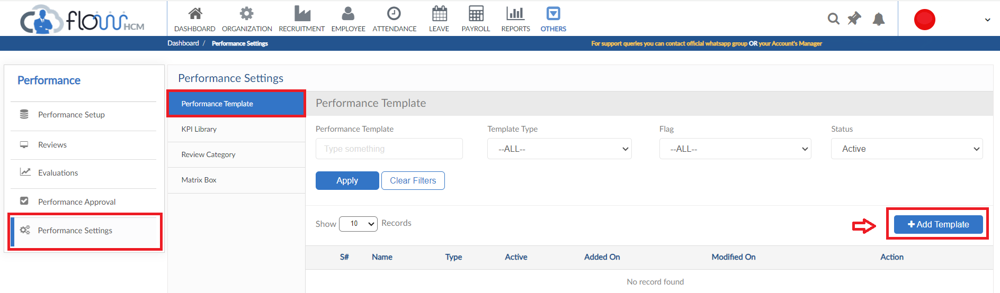 flowHCM
DASHBOARD ORGANIZATION RECRUITMENT EMPLOYEE ATTENDANCE LEAVE PAYROLL REPORTS OTHERS
Dashboard / Performance Settings
For support queries you can contact official whatsapp group OR your Account's Manager
Performance
Performance Setup
Reviews
Evaluations
Performance Approval
Performance Settings
Performance Settings
Performance Template
KPI Library
Review Category
Matrix Box
Performance Template
Performance Template Template Type Flag Status
Type something --ALL-- --ALL-- Active
Apply Clear Filters
Show 10 Records
+ Add Template
S# Name Type Active Added On Modified On Action
No record found